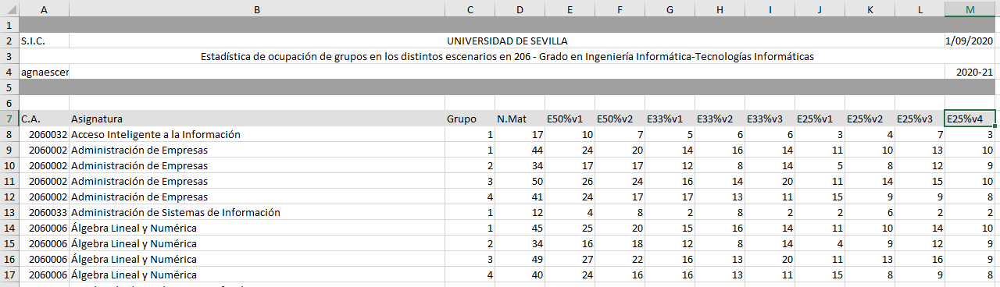 A B C D E F G H I J K L M
1
2 S.I.C. UNIVERSIDAD DE SEVILLA 1/09/2020
3 Estadística de ocupación de grupos en los distintos escenarios en 206 - Grado en Ingeniería Informática-Tecnologías Informáticas
4 agnaescer 2020-21
5
6
7 C.A. Asignatura Grupo N.Mat E50%v1 E50%v2 E33%v1 E33%v2 E33%v3 E25%v1 E25%v2 E25%v3 E25%v4
8 2060032 Acceso Inteligente a la Información 1 17 10 7 5 6 6 3 4 7 3
9 2060002 Administración de Empresas 1 44 24 20 14 16 14 11 10 13 10
10 2060002 Administración de Empresas 2 34 17 17 12 8 14 5 8 12 9
11 2060002 Administración de Empresas 3 50 26 24 16 14 20 11 14 15 10
12 2060002 Administración de Empresas 4 41 24 17 17 13 11 15 9 9 8
13 2060033 Administración de Sistemas de Información 1 12 4 8 2 8 2 2 6 2 2
14 2060006 Álgebra Lineal y Numérica 1 45 25 20 15 16 14 11 10 14 10
15 2060006 Álgebra Lineal y Numérica 2 34 16 18 12 8 14 4 9 12 9
16 2060006 Álgebra Lineal y Numérica 3 49 27 22 16 13 20 11 13 16 9
17 2060006 Álgebra Lineal y Numérica 4 40 24 16 16 13 11 15 8 9 8